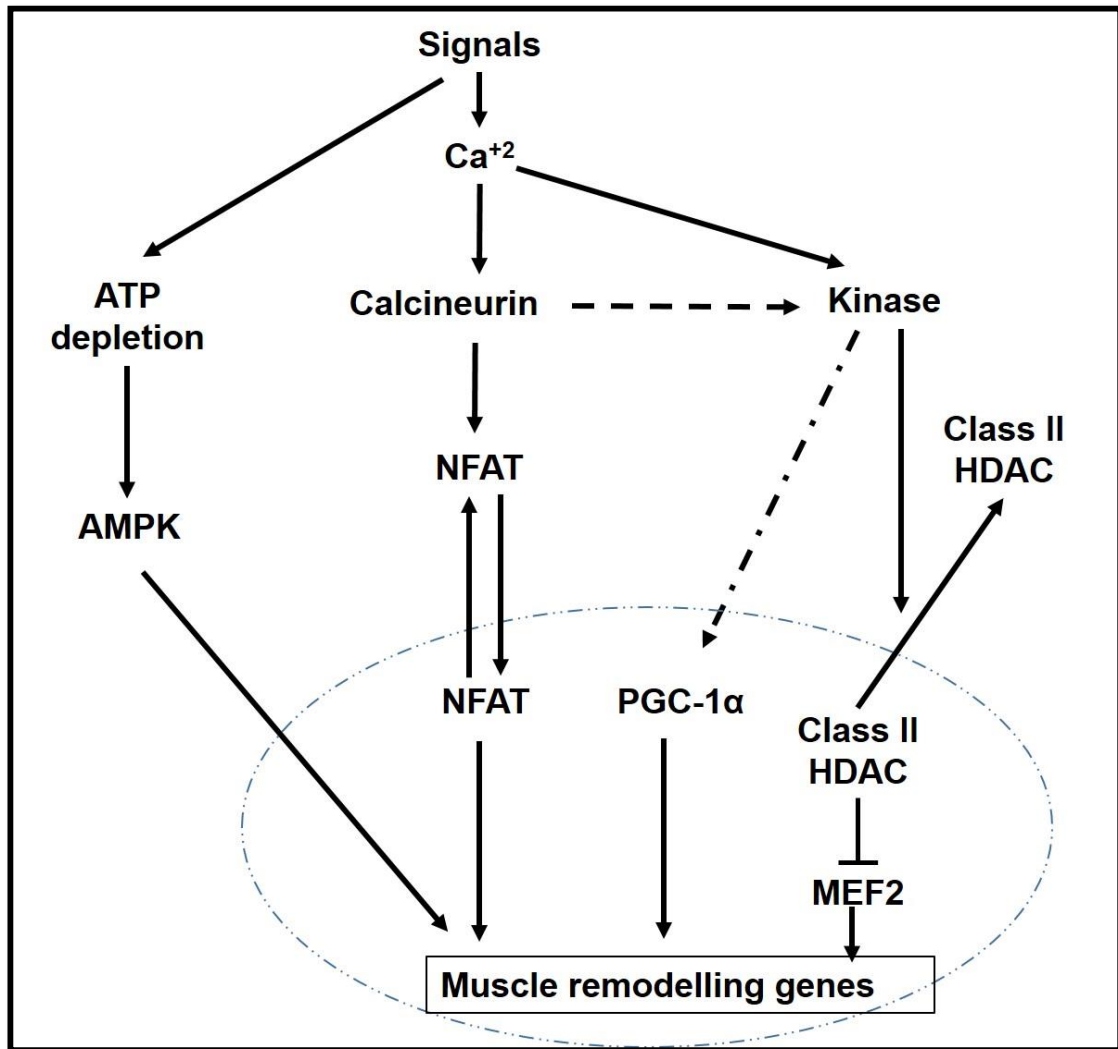 Signals
Ca⁺²
ATP
depletion
Calcineurin
Kinase
Class II
HDAC
NFAT
AMPK
NFAT
PGC-1α
Class II
HDAC
MEF2
Muscle remodelling genes